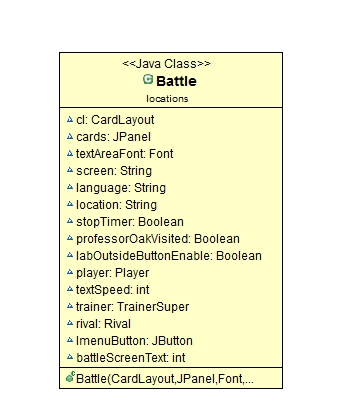 <<Java Class>>
Battle
locations
cl: CardLayout
cards: JPanel
textAreaFont: Font
screen: String
language: String
location: String
stopTimer: Boolean
professorOakVisited: Boolean
labOutsideButtonEnable: Boolean
player: Player
textSpeed: int
trainer: TrainerSuper
rival: Rival
lmenuButton: JButton
battleScreenText: int
Battle(CardLayout,JPanel,Font,...